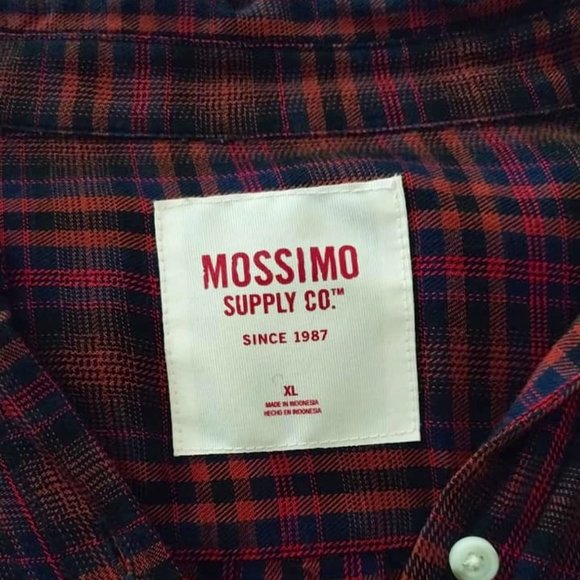 MOSSIMO
SUPPLY CO.™
SINCE 1987
XL
MADE IN INDONESIA
HECHO EN INDONESIA